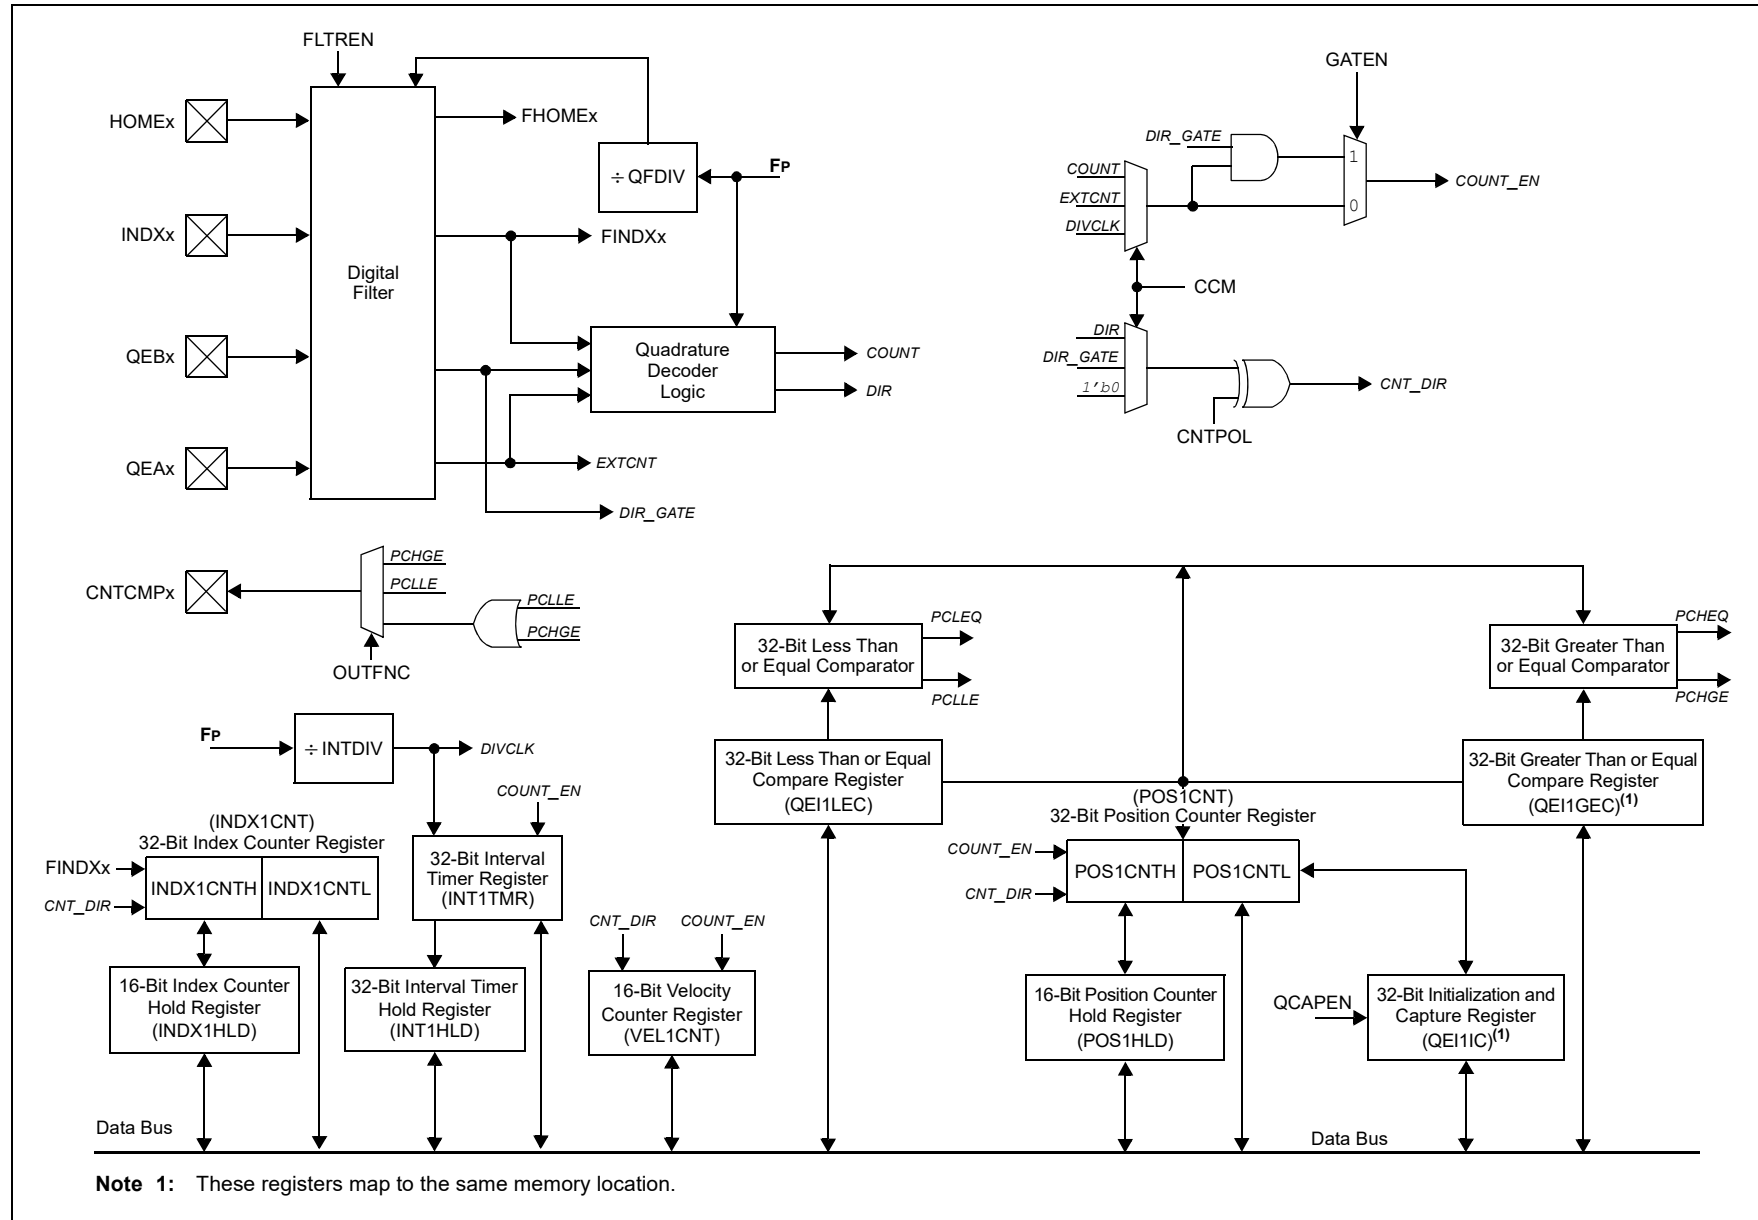 FLTREN
HOMEx
FHOMEx
÷ QFDIV
FP
INDXx
FINDXx
Digital
Filter
QEBx
Quadrature
Decoder
Logic
COUNT
DIR
QEAx
EXTCNT
DIR_GATE
GATEN
DIR_GATE
COUNT
EXTCNT
DIVCLK
1
0
COUNT_EN
CCM
DIR
DIR_GATE
1'b0
CNT_DIR
CNTPOL
CNTCMPx
PCHGE
PCLLE
PCLLE
PCHGE
OUTFNC
32-Bit Less Than
or Equal Comparator
PCLEQ
PCLLE
32-Bit Greater Than
or Equal Comparator
PCHEQ
PCHGE
FP
÷ INTDIV
DIVCLK
COUNT_EN
32-Bit Less Than or Equal
Compare Register
(QEI1LEC)
32-Bit Greater Than or Equal
Compare Register
(QEI1GEC)(1)
(INDX1CNT)
32-Bit Index Counter Register
FINDXx
CNT_DIR
INDX1CNTH
INDX1CNTL
32-Bit Interval
Timer Register
(INT1TMR)
(POS1CNT)
32-Bit Position Counter Register
COUNT_EN
CNT_DIR
POS1CNTH
POS1CNTL
CNT_DIR
COUNT_EN
16-Bit Index Counter
Hold Register
(INDX1HLD)
32-Bit Interval Timer
Hold Register
(INT1HLD)
16-Bit Velocity
Counter Register
(VEL1CNT)
16-Bit Position Counter
Hold Register
(POS1HLD)
QCAPEN
32-Bit Initialization and
Capture Register
(QEI1IC)(1)
Data Bus
Data Bus
Note 1: These registers map to the same memory location.